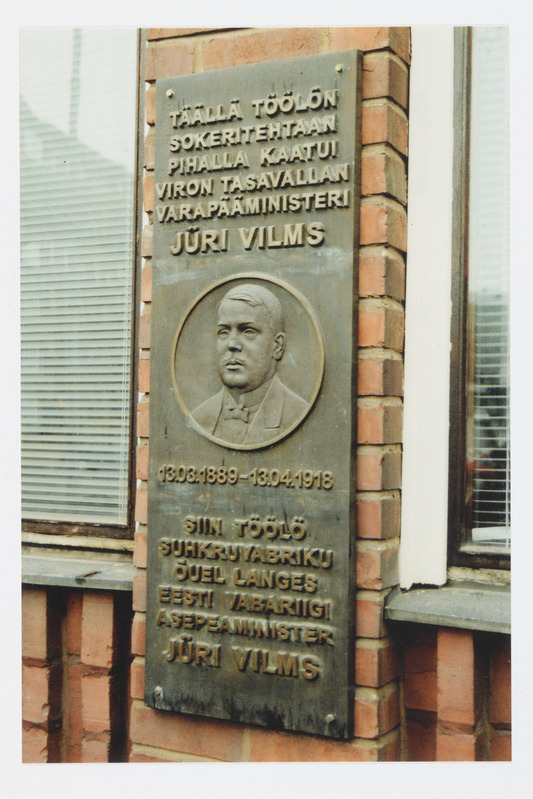 TÄÄLLÄ TÖÖLÖN
SOKERITEHTAAN
PIHALLA KAATUI
VIRON TASAVALLAN
VARAPÄÄMINISTERI
JÜRI VILMS
13.03.1889-13.04.1918
SIIN TÖÖLÖ
SUHKRUVABRIKU
ÕUEL LANGES
EESTI VABARIIGI
ASEPEAMINISTER
JÜRI VILMS